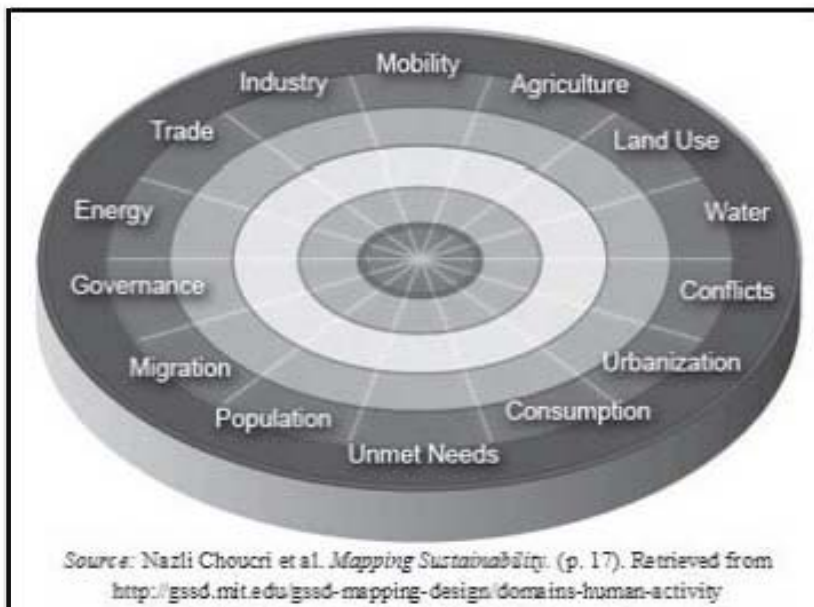 Mobility
Industry
Agriculture
Trade
Land Use
Energy
Water
Governance
Conflicts
Migration
Urbanization
Population
Consumption
Unmet Needs
Source: Nazli Choucri et al. Mapping Sustainability. (p. 17). Retrieved from
http://gssd.mit.edu/gssd-mapping-design/domains-human-activity